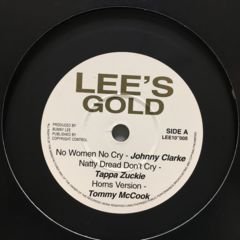 LEE'S
GOLD
PRODUCED BY
BUNNY LEE
PUBLISHED BY
COPYRIGHT CONTROL
SIDE A
LEE10"005
No Women No Cry - Johnny Clarke
Natty Dread Don't Cry -
Tappa Zuckie
Horns Version -
Tommy McCook